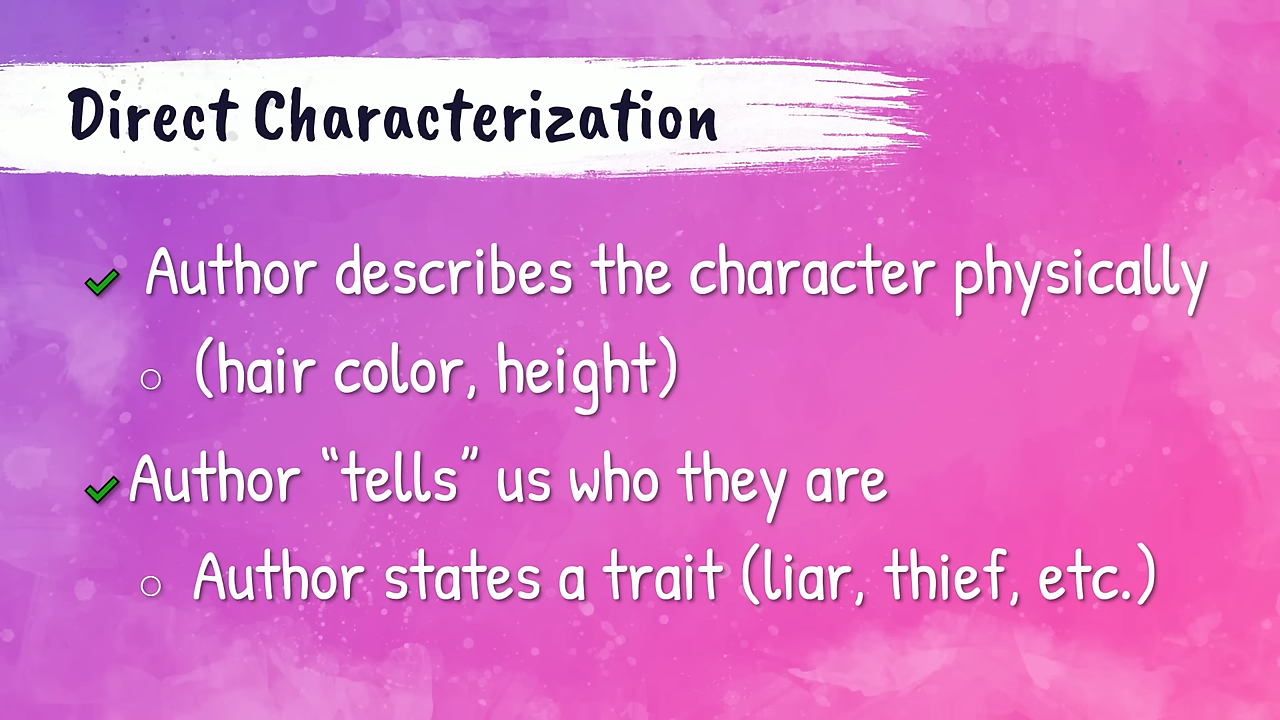 Direct Characterization
Author describes the character physically
(hair color, height)
Author “tells” us who they are
Author states a trait (liar, thief, etc.)